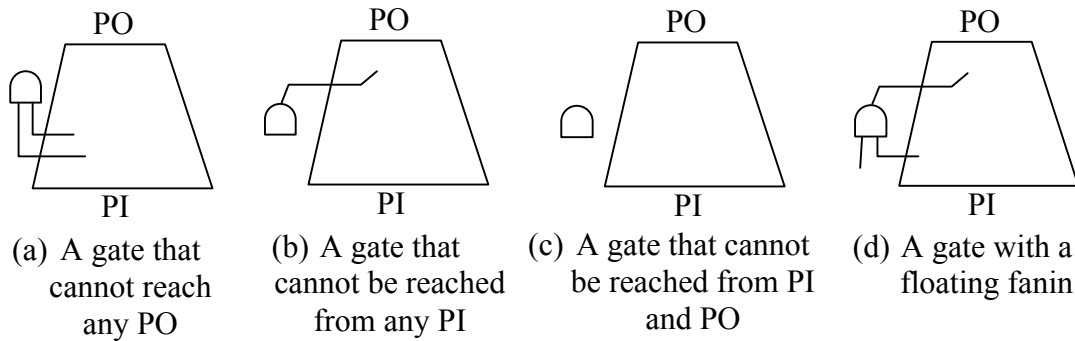 PO
PI
(a) A gate that
cannot reach
any PO
PO
PI
(b) A gate that
cannot be reached
from any PI
PO
PI
(c) A gate that cannot
be reached from PI
and PO
PO
PI
(d) A gate with a
floating fanin